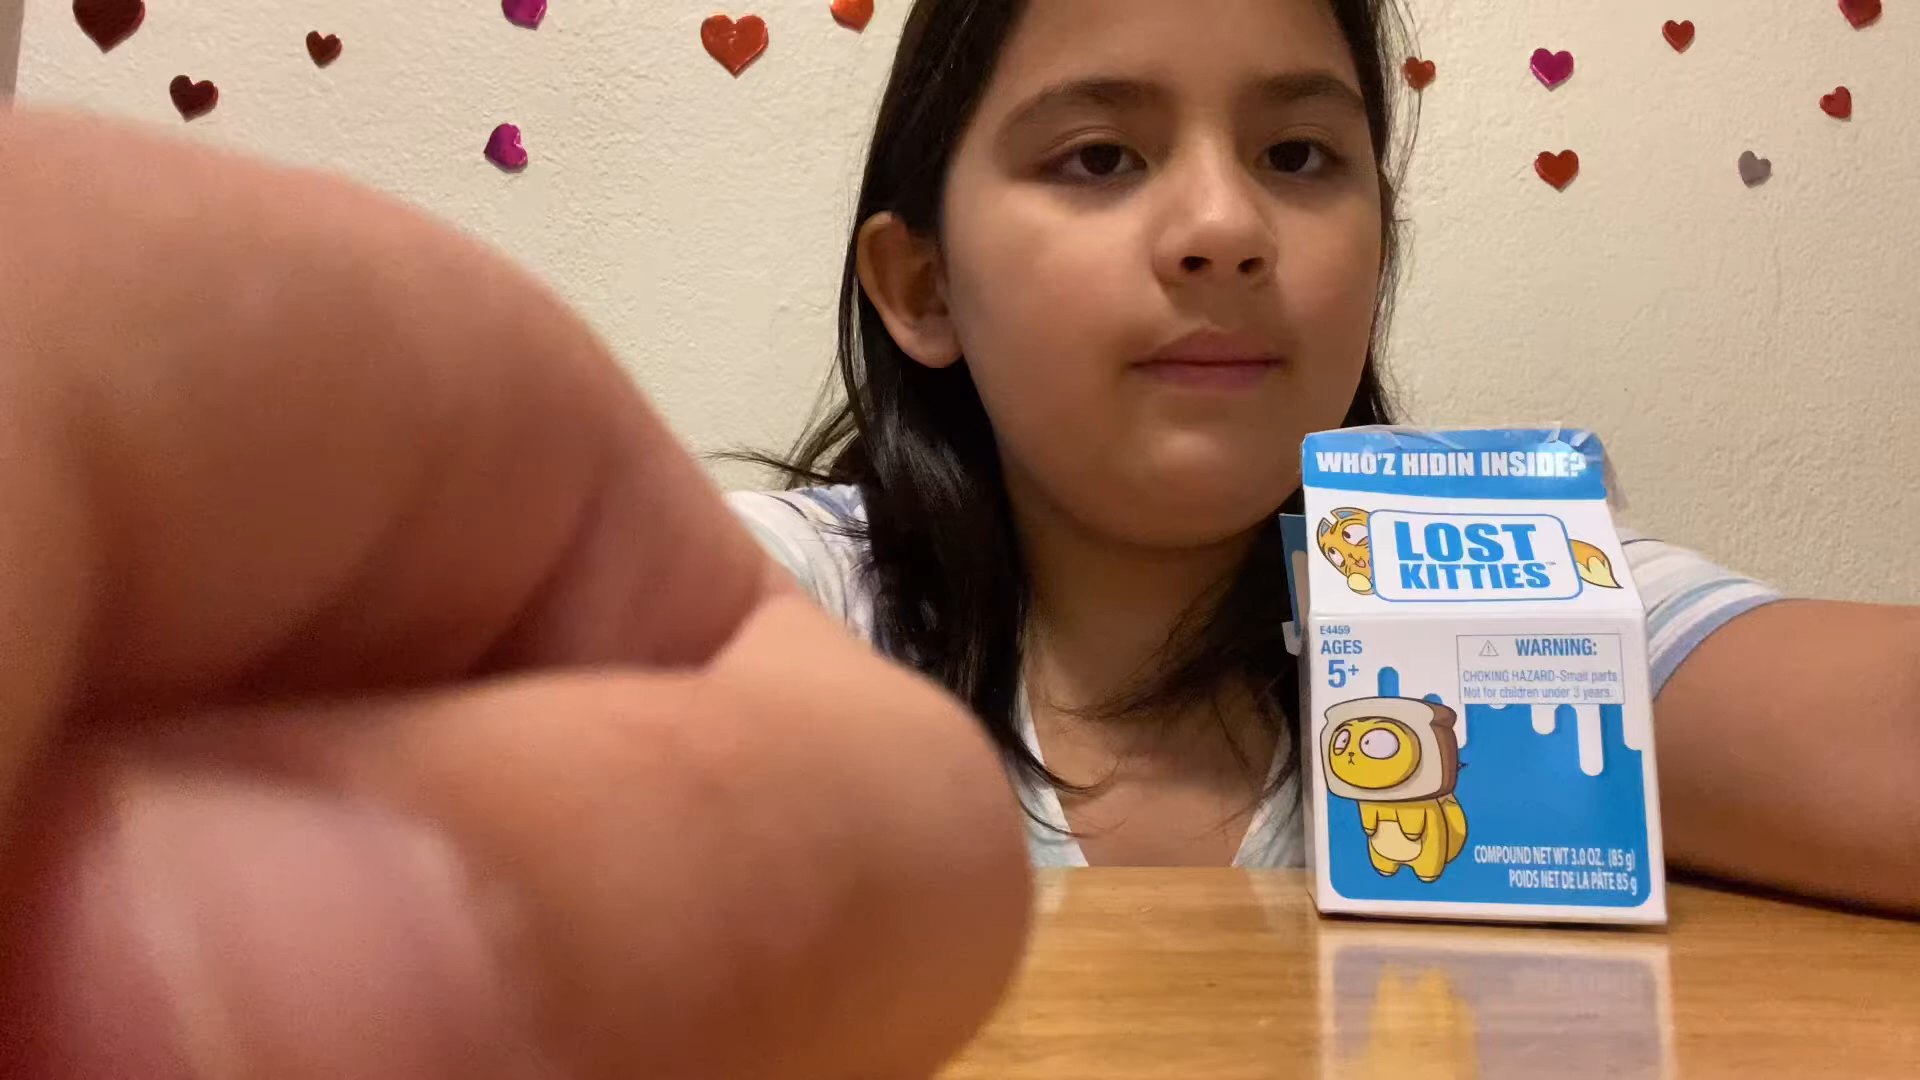 WHO'Z HIDIN INSIDE?
LOST
KITTIES™
E4459
AGES
5+
WARNING:
CHOKING HAZARD-Small parts
Not for children under 3 years.
COMPOUND NET WT 3.0 OZ. (85 g)
POIDS NET DE LA PÂTE 85 g